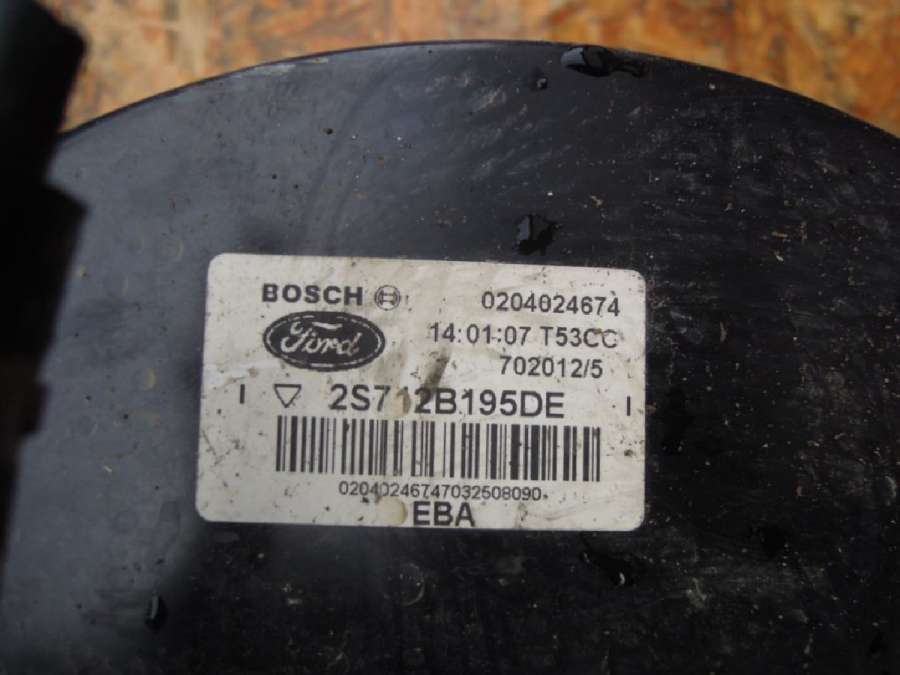 BOSCH 0204024674
Ford 14:01:07 T53CC
702012/5
2S712B195DE
02040246747032508090
EBA